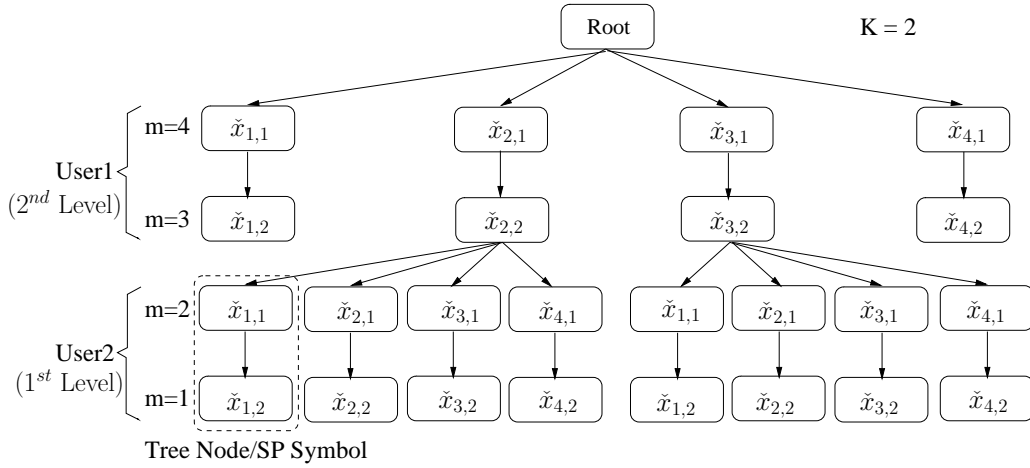 Root
K = 2
m=4
x̌1,1
x̌2,1
x̌3,1
x̌4,1
User1
(2nd Level)
m=3
x̌1,2
x̌2,2
x̌3,2
x̌4,2
m=2
x̌1,1
x̌2,1
x̌3,1
x̌4,1
x̌1,1
x̌2,1
x̌3,1
x̌4,1
User2
(1st Level)
m=1
x̌1,2
x̌2,2
x̌3,2
x̌4,2
x̌1,2
x̌2,2
x̌3,2
x̌4,2
Tree Node/SP Symbol